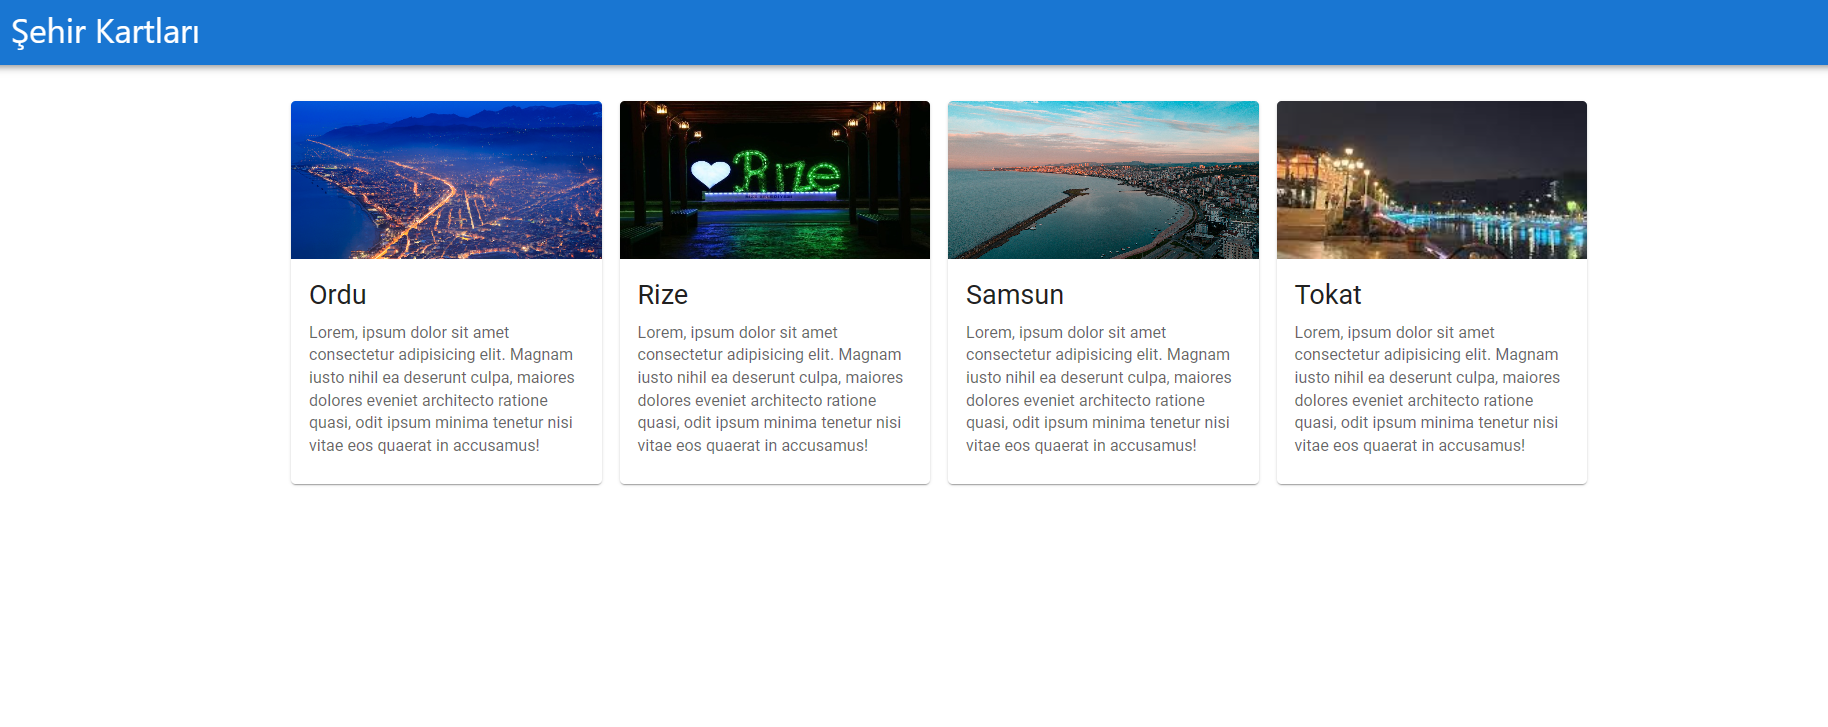 Şehir Kartları
Rize
Ordu
Lorem, ipsum dolor sit amet
consectetur adipisicing elit. Magnam
iusto nihil ea deserunt culpa, maiores
dolores eveniet architecto ratione
quasi, odit ipsum minima tenetur nisi
vitae eos quaerat in accusamus!
Rize
Lorem, ipsum dolor sit amet
consectetur adipisicing elit. Magnam
iusto nihil ea deserunt culpa, maiores
dolores eveniet architecto ratione
quasi, odit ipsum minima tenetur nisi
vitae eos quaerat in accusamus!
Samsun
Lorem, ipsum dolor sit amet
consectetur adipisicing elit. Magnam
iusto nihil ea deserunt culpa, maiores
dolores eveniet architecto ratione
quasi, odit ipsum minima tenetur nisi
vitae eos quaerat in accusamus!
Tokat
Lorem, ipsum dolor sit amet
consectetur adipisicing elit. Magnam
iusto nihil ea deserunt culpa, maiores
dolores eveniet architecto ratione
quasi, odit ipsum minima tenetur nisi
vitae eos quaerat in accusamus!